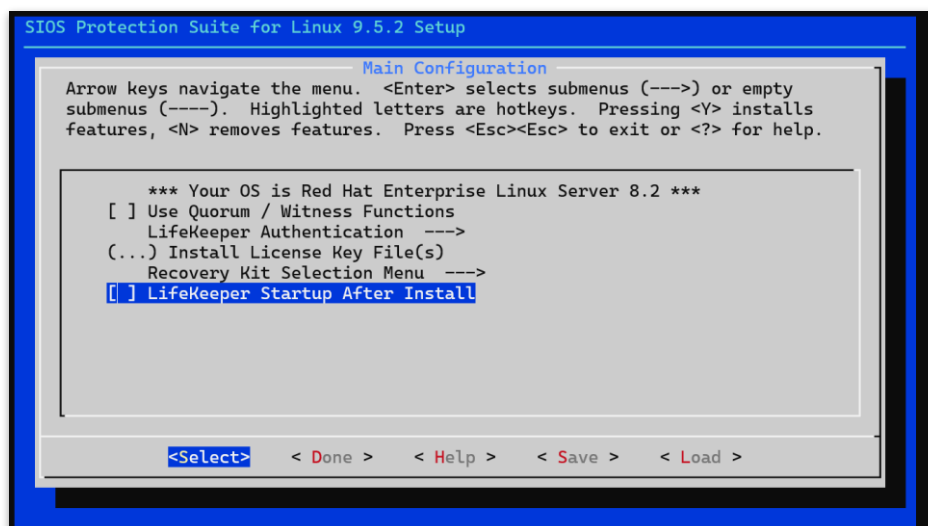 SIOS Protection Suite for Linux 9.5.2 Setup
Main Configuration
Arrow keys navigate the menu.  <Enter> selects submenus (--->) or empty
submenus (----).  Highlighted letters are hotkeys.  Pressing <Y> installs
features, <N> removes features.  Press <Esc><Esc> to exit or <?> for help.
*** Your OS is Red Hat Enterprise Linux Server 8.2 ***
[ ] Use Quorum / Witness Functions
LifeKeeper Authentication  --->
(...) Install License Key File(s)
Recovery Kit Selection Menu  --->
[ ] LifeKeeper Startup After Install
<Select>    < Done >    < Help >    < Save >    < Load >